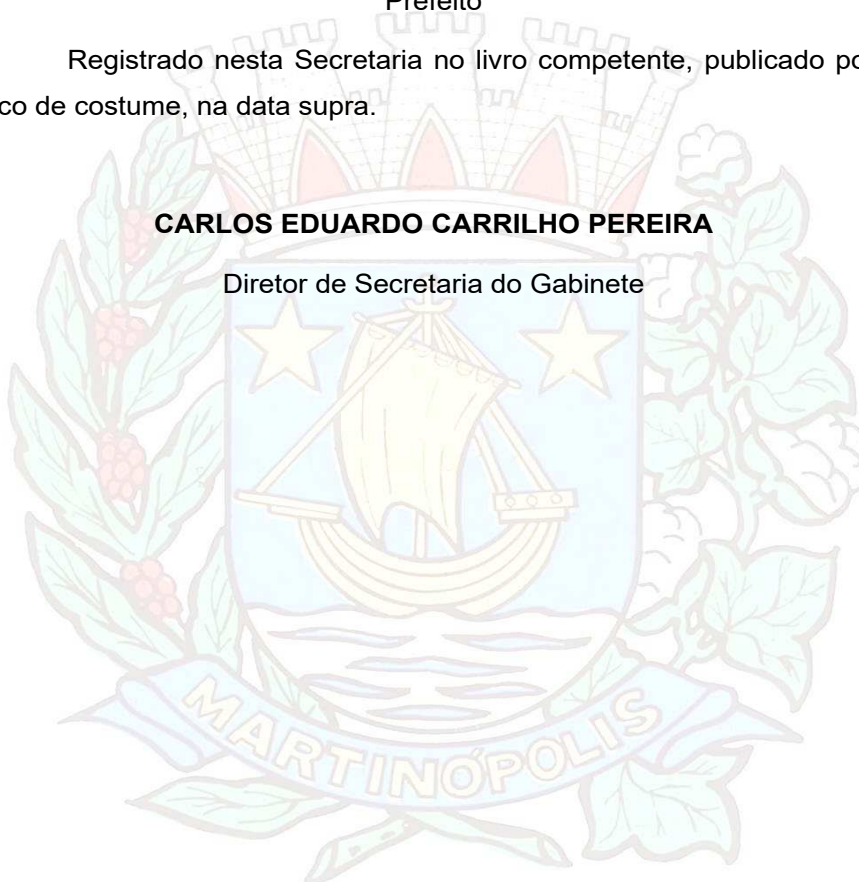 Prefeito
Registrado nesta Secretaria no livro competente, publicado po
co de costume, na data supra.
CARLOS EDUARDO CARRILHO PEREIRA
Diretor de Secretaria do Gabinete
MARTINÓPOLIS